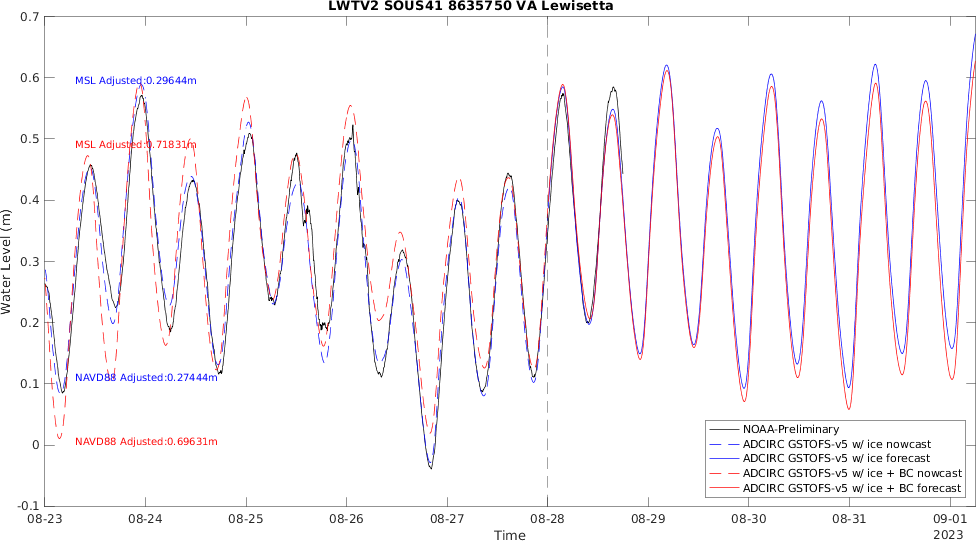 LWTV2 SOUS41 8635750 VA Lewisetta
0.7
0.6
0.5
0.4
0.3
0.2
0.1
0
-0.1
Water Level (m)
MSL Adjusted:0.29644m
MSL Adjusted:0.71831m
NAVD88 Adjusted:0.27444m
NAVD88 Adjusted:0.69631m
NOAA-Preliminary
ADCIRC GSTOFS-v5 w/ ice nowcast
ADCIRC GSTOFS-v5 w/ ice forecast
ADCIRC GSTOFS-v5 w/ ice + BC nowcast
ADCIRC GSTOFS-v5 w/ ice + BC forecast
08-23 08-24 08-25 08-26 08-27 08-28 08-29 08-30 08-31 09-01
Time 2023